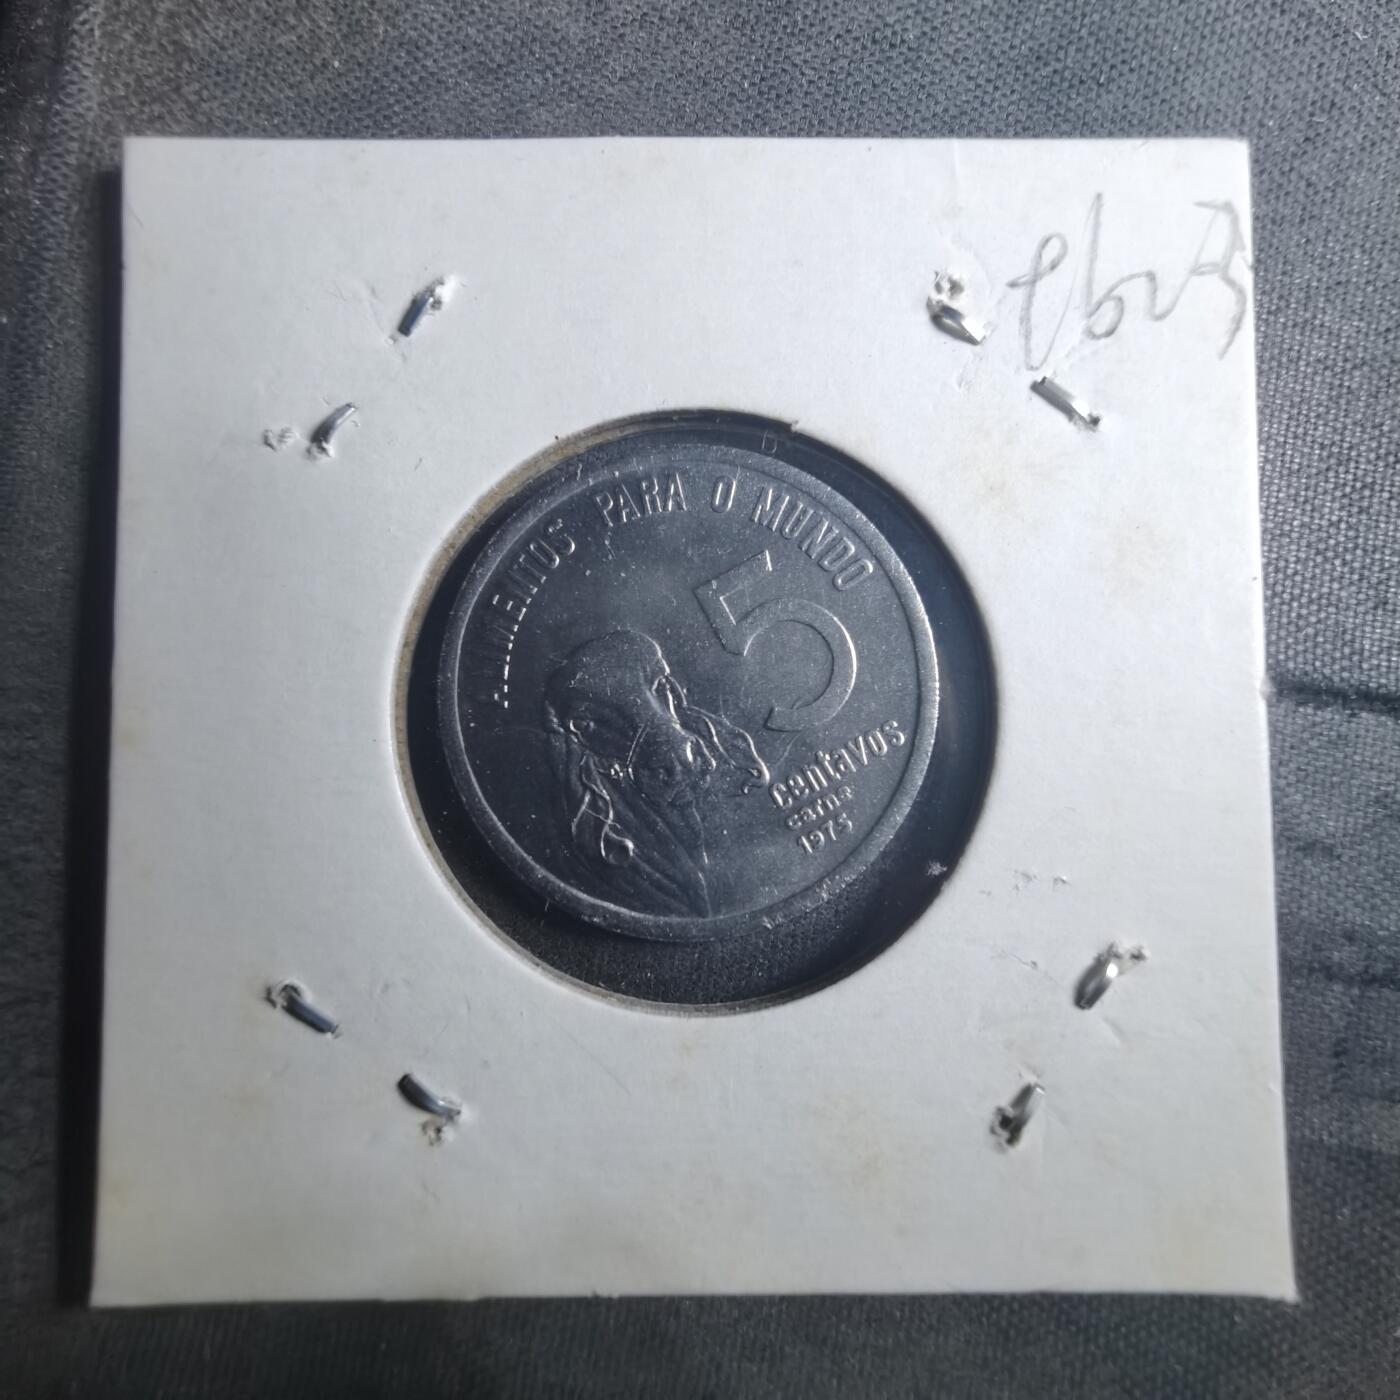 ALIMENTOS PARA O MUNDO
5
centavos
carne
1975